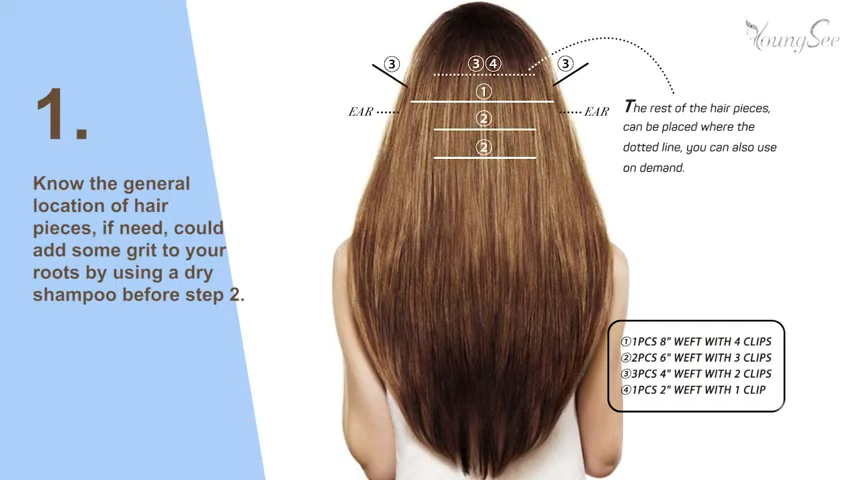 YoungSee
1.
Know the general
location of hair
pieces, if need, could
add some grit to your
roots by using a dry
shampoo before step 2.
③ ③④ ③
①
EAR EAR
②
②
The rest of the hair pieces,
can be placed where the
dotted line, you can also use
on demand.
①1PCS 8" WEFT WITH 4 CLIPS
②2PCS 6" WEFT WITH 3 CLIPS
③3PCS 4" WEFT WITH 2 CLIPS
④1PCS 2" WEFT WITH 1 CLIP